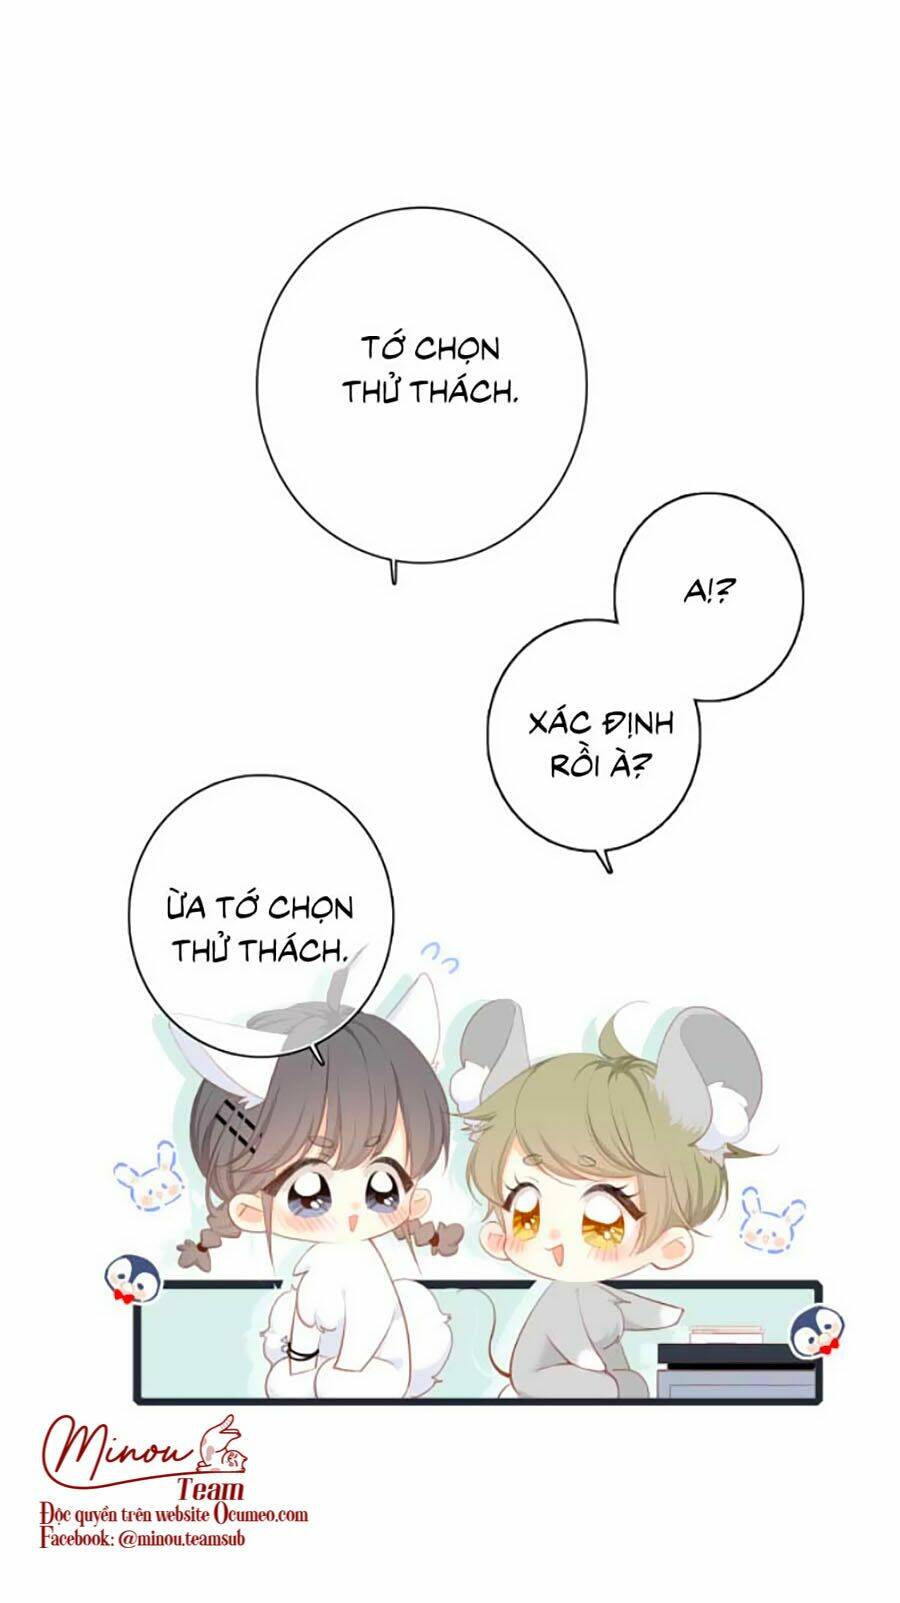 TỚ CHỌN
THỬ THÁCH.
A!?
XÁC ĐỊNH
RỒI À?
ỪA TỚ CHỌN
THỬ THÁCH.
Minou
Team
Độc quyền trên website Ocumeo.com
Facebook: @minou.teamsub